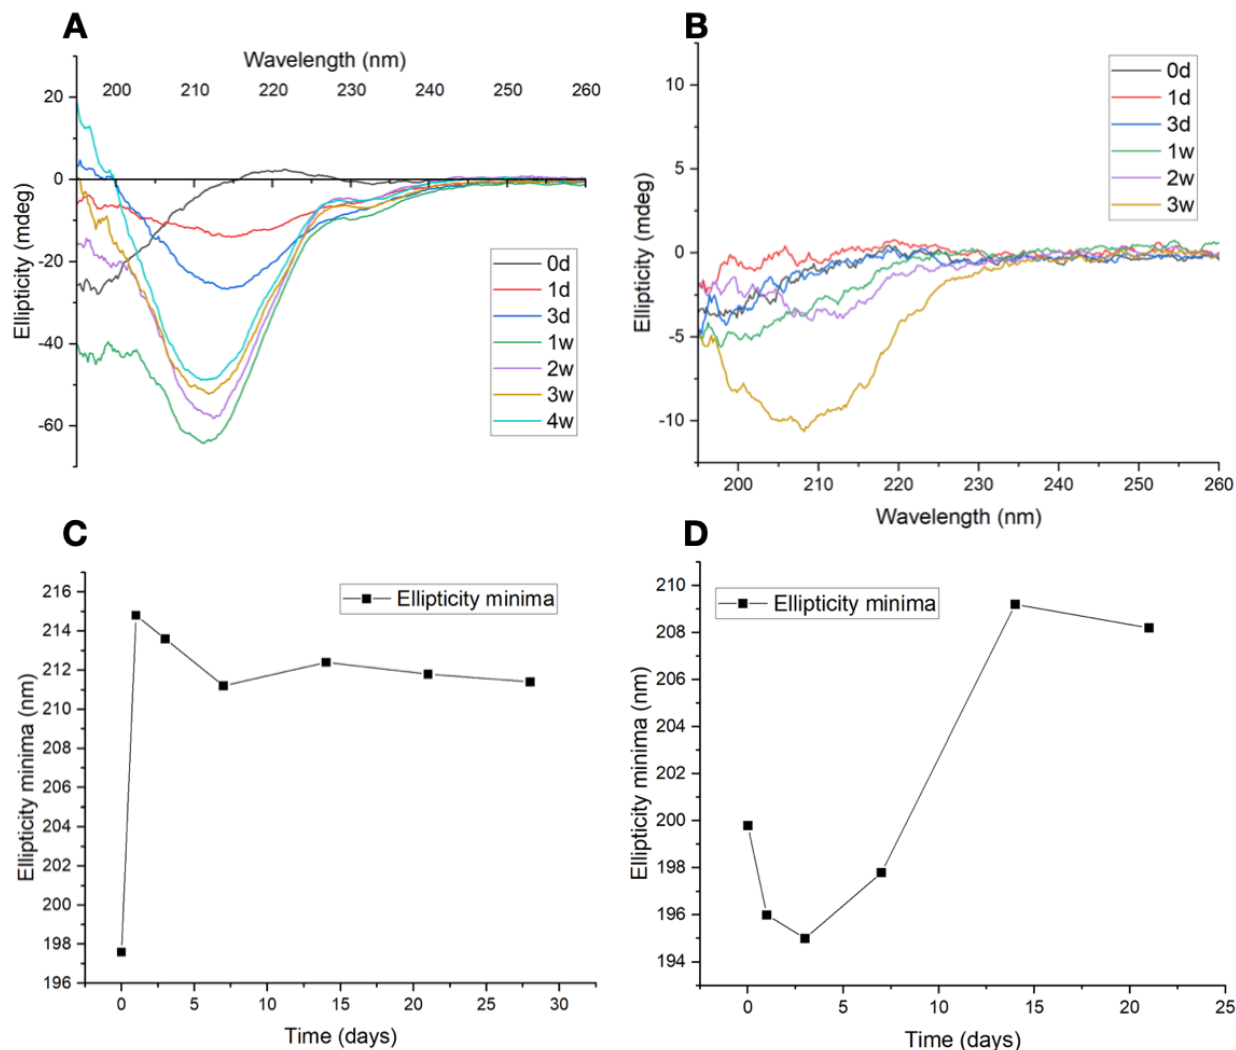 A
Wavelength (nm)
200 210 220 230 240 250 260
20
0
-20
-40
-60
Ellipticity (mdeg)
0d
1d
3d
1w
2w
3w
4w
B
10
5
0
-5
-10
Ellipticity (mdeg)
0d
1d
3d
1w
2w
3w
200 210 220 230 240 250 260
Wavelength (nm)
C
Ellipticity minima
216
214
212
210
208
206
204
202
200
198
196
Ellipticity minima (nm)
0 5 10 15 20 25 30
Time (days)
D
Ellipticity minima
210
208
206
204
202
200
198
196
194
Ellipticity minima (nm)
0 5 10 15 20 25
Time (days)